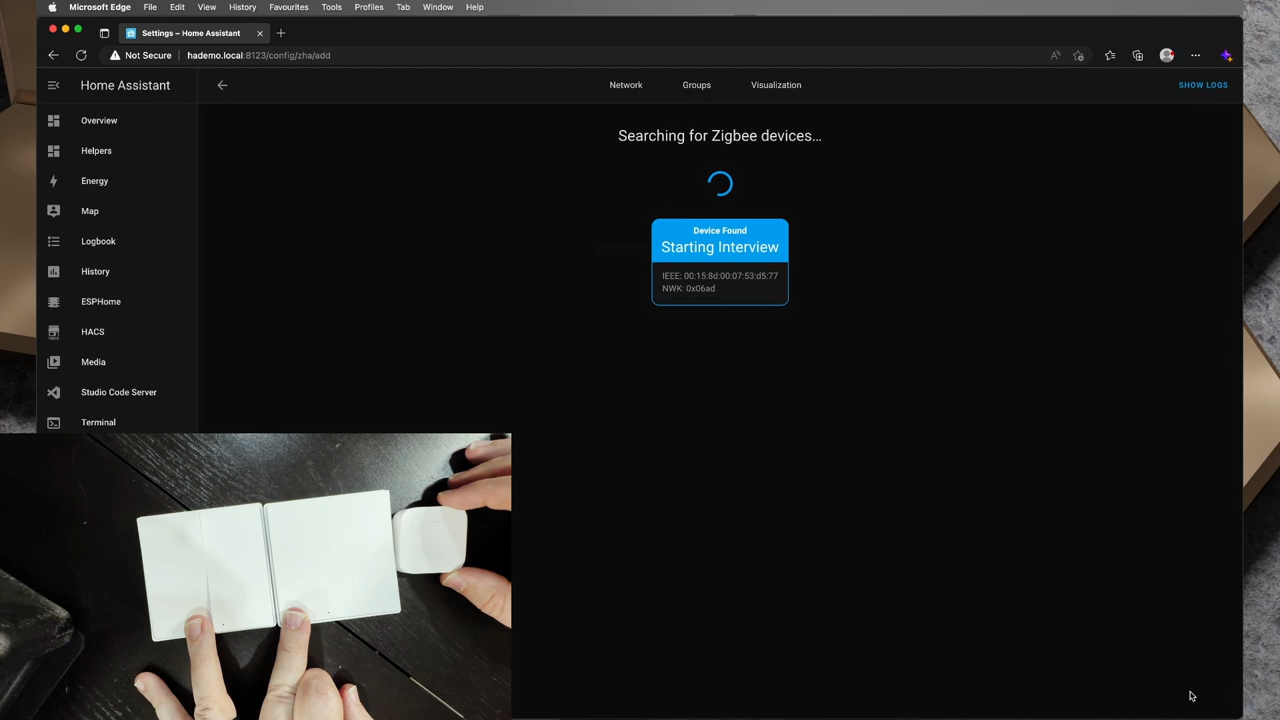 Microsoft Edge File Edit View History Favourites Tools Profiles Tab Window Help
Settings – Home Assistant
Not Secure hademo.local:8123/config/zha/add
Home Assistant
Network Groups Visualization
SHOW LOGS
Overview
Helpers
Energy
Map
Logbook
History
ESPHome
HACS
Media
Studio Code Server
Terminal
Searching for Zigbee devices…
Device Found
Starting Interview
IEEE: 00:15:8d:00:07:53:d5:77
NWK: 0x06ad